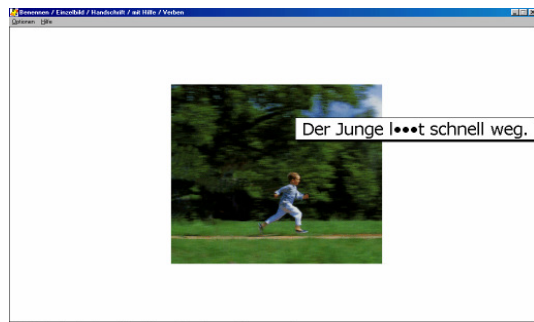 Benennen / Einzelbild / Handschrift / mit Hilfe / Verben
Optionen Hilfe
Der Junge l•••t schnell weg.